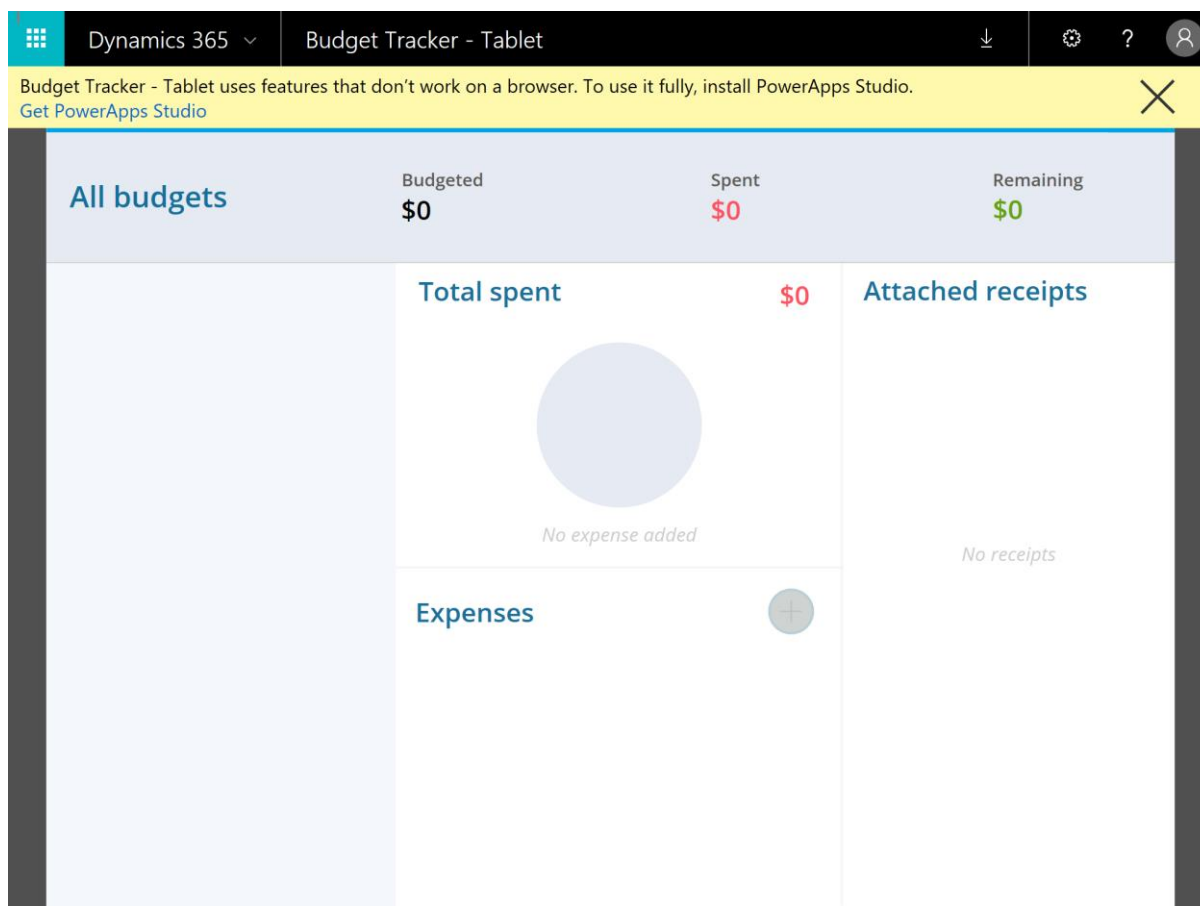 Dynamics 365
Budget Tracker - Tablet
?
Budget Tracker - Tablet uses features that don't work on a browser. To use it fully, install PowerApps Studio.
Get PowerApps Studio
All budgets
Budgeted
$0
Spent
$0
Remaining
$0
Total spent
$0
Attached receipts
No expense added
No receipts
Expenses